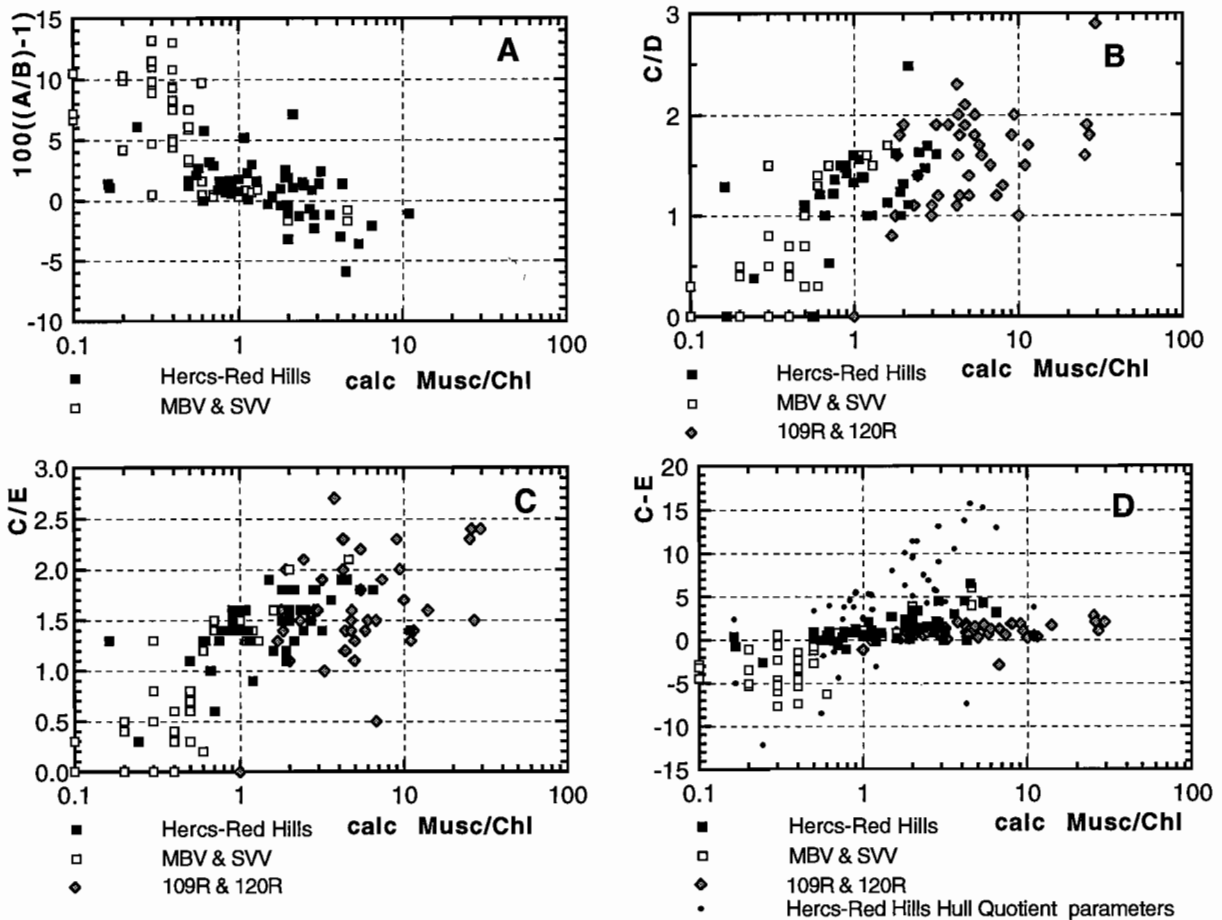 100((A/B)-1)
15
10
5
0
-5
-10
A
0.1 1 10 100
calc Musc/Chl
Hercs-Red Hills
MBV & SVV
C/D
3
2
1
0
B
0.1 1 10 100
calc Musc/Chl
Hercs-Red Hills
MBV & SVV
109R & 120R
C/E
3.0
2.5
2.0
1.5
1.0
0.5
0.0
C
0.1 1 10 100
calc Musc/Chl
Hercs-Red Hills
MBV & SVV
109R & 120R
C-E
20
15
10
5
0
-5
-10
-15
D
0.1 1 10 100
calc Musc/Chl
Hercs-Red Hills
MBV & SVV
109R & 120R
Hercs-Red Hills Hull Quotient parameters